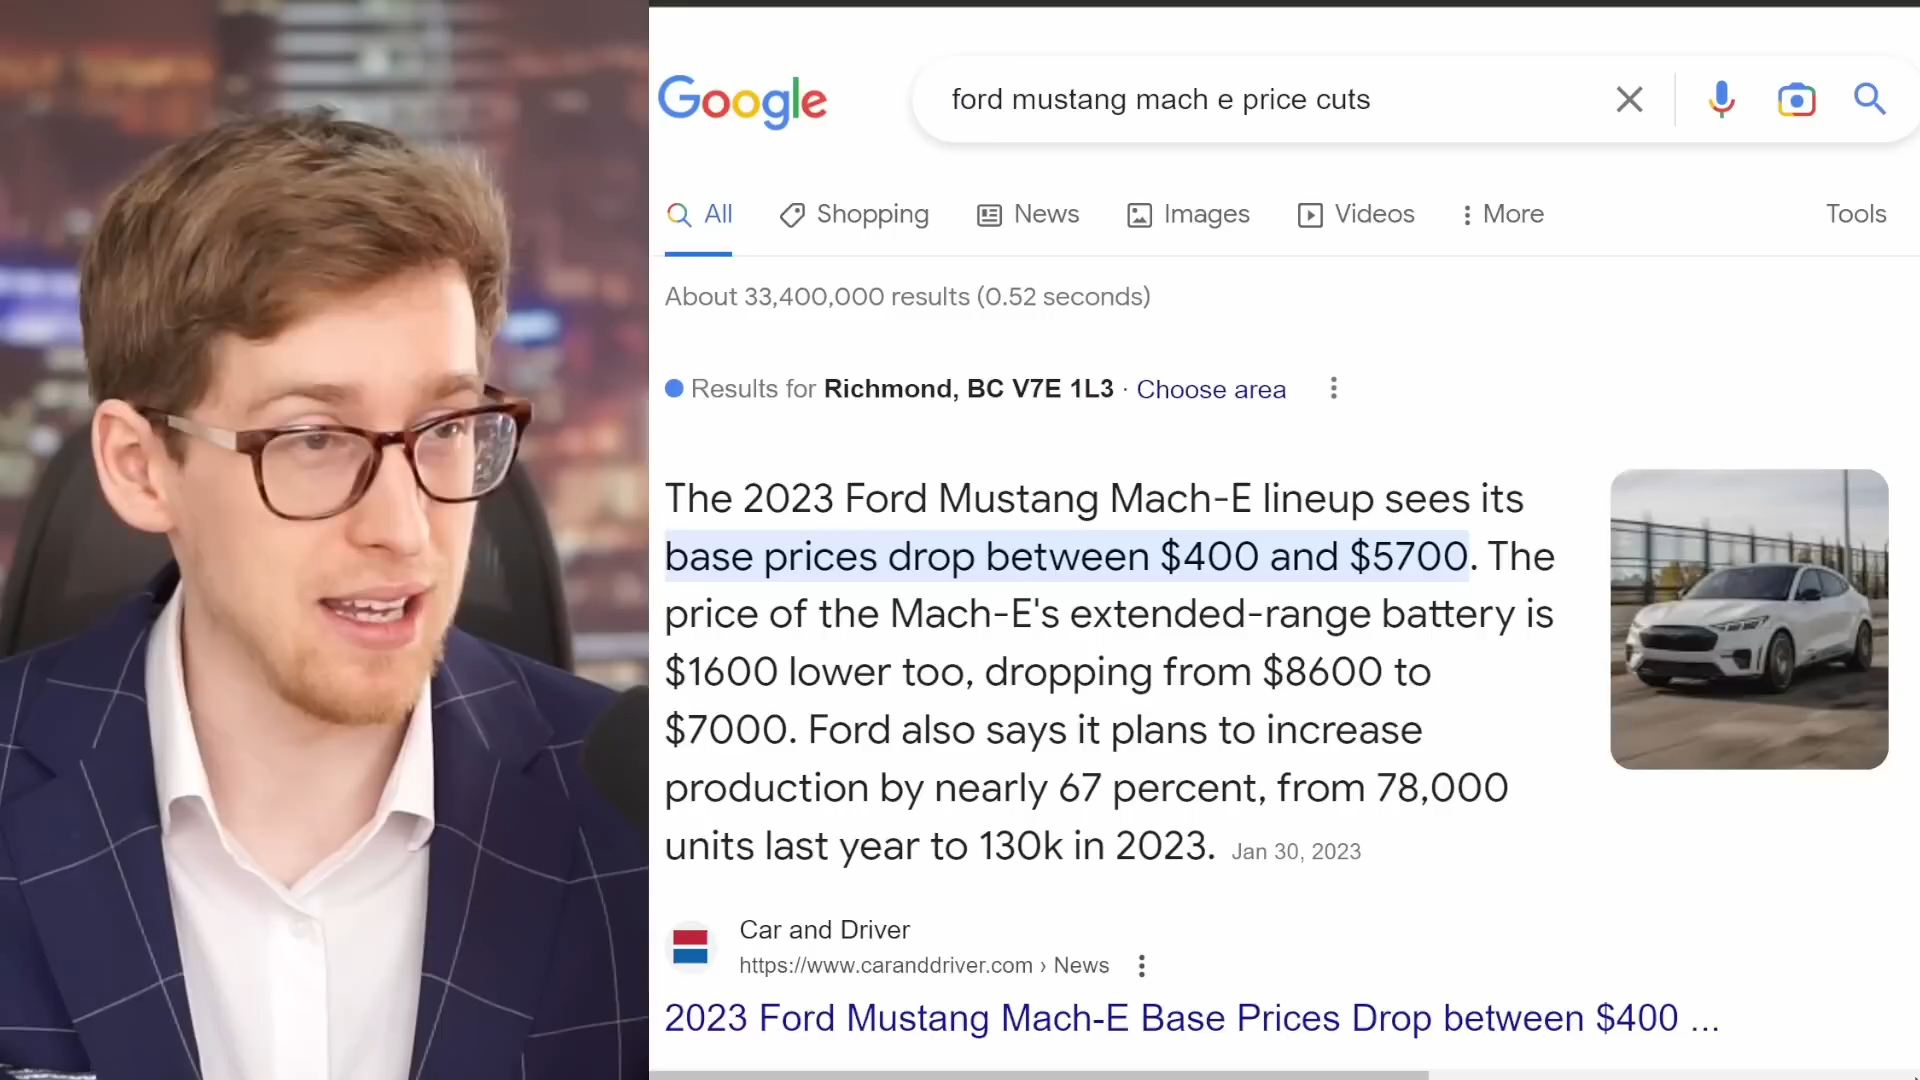 Google
ford mustang mach e price cuts
All
Shopping
News
Images
Videos
More
Tools
About 33,400,000 results (0.52 seconds)
Results for Richmond, BC V7E 1L3 · Choose area
The 2023 Ford Mustang Mach-E lineup sees its
base prices drop between $400 and $5700. The
price of the Mach-E's extended-range battery is
$1600 lower too, dropping from $8600 to
$7000. Ford also says it plans to increase
production by nearly 67 percent, from 78,000
units last year to 130k in 2023. Jan 30, 2023
Car and Driver
https://www.caranddriver.com › News
2023 Ford Mustang Mach-E Base Prices Drop between $400 ...